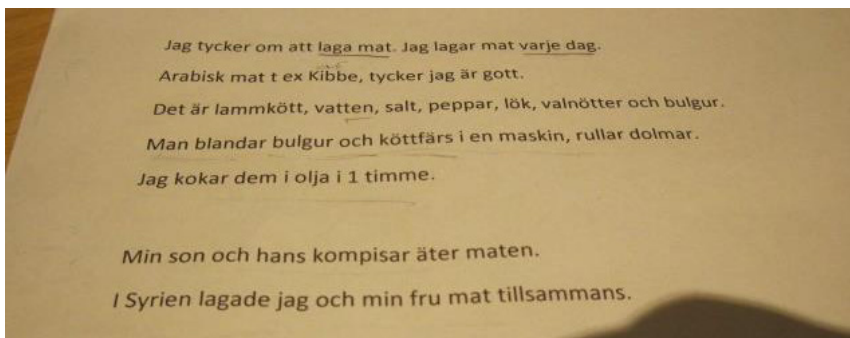 Jag tycker om att laga mat. Jag lagar mat varje dag.
Arabisk mat t ex Kibbe, tycker jag är gott.
Det är lammkött, vatten, salt, peppar, lök, valnötter och bulgur.
Man blandar bulgur och köttfärs i en maskin, rullar dolmar.
Jag kokar dem i olja i 1 timme.
Min son och hans kompisar äter maten.
I Syrien lagade jag och min fru mat tillsammans.